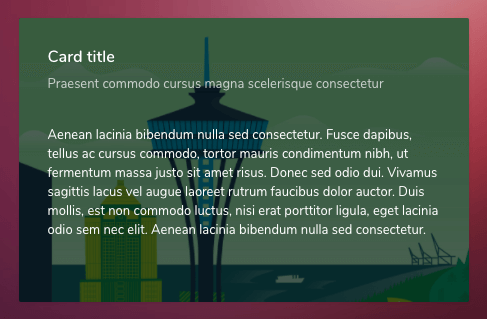 Card title
Praesent commodo cursus magna scelerisque consectetur
Aenean lacinia bibendum nulla sed consectetur. Fusce dapibus,
tellus ac cursus commodo, tortor mauris condimentum nibh, ut
fermentum massa justo sit amet risus. Donec sed odio dui. Vivamus
sagittis lacus vel augue laoreet rutrum faucibus dolor auctor. Duis
mollis, est non commodo luctus, nisi erat porttitor ligula, eget lacinia
odio sem nec elit. Aenean lacinia bibendum nulla sed consectetur.